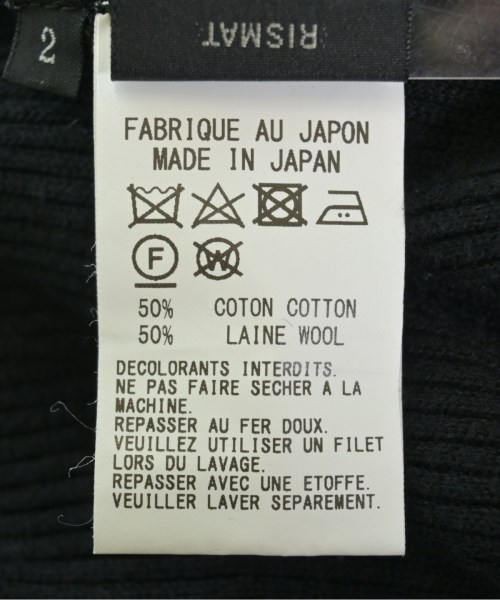 2
RISMAT
FABRIQUE AU JAPON
MADE IN JAPAN
F W
50% COTON COTTON
50% LAINE WOOL
DECOLORANTS INTERDITS.
NE PAS FAIRE SECHER A LA
MACHINE.
REPASSER AU FER DOUX.
VEUILLEZ UTILISER UN FILET
LORS DU LAVAGE.
REPASSER AVEC UNE ETOFFE.
VEUILLER LAVER SEPAREMENT.